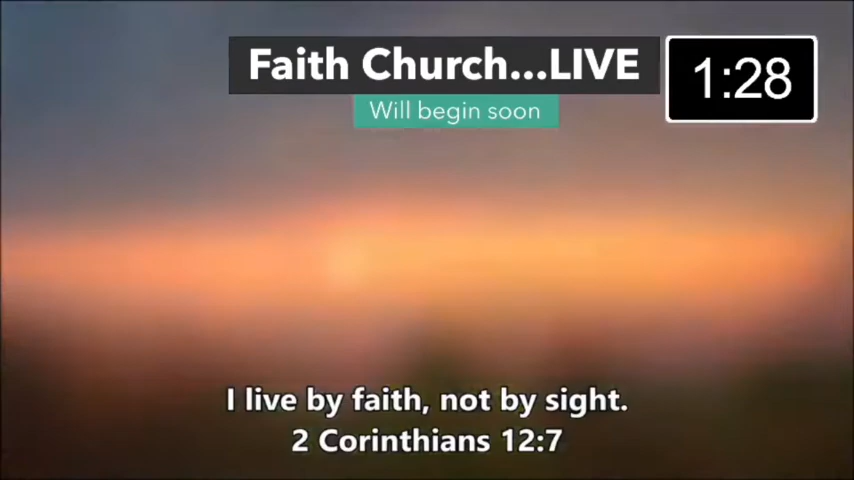 Faith Church...LIVE
1:28
Will begin soon
I live by faith, not by sight.
2 Corinthians 12:7